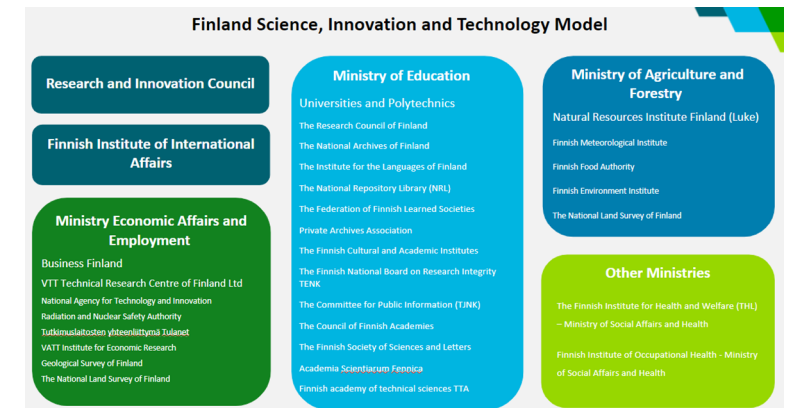 Finland Science, Innovation and Technology Model
Research and Innovation Council
Finnish Institute of International
Affairs
Ministry Economic Affairs and
Employment
Business Finland
VTT Technical Research Centre of Finland Ltd
National Agency for Technology and Innovation
Radiation and Nuclear Safety Authority
Tutkimuslaitosten yhteenliittymä Tulanet
VATT Institute for Economic Research
Geological Survey of Finland
The National Land Survey of Finland
Ministry of Education
Universities and Polytechnics
The Research Council of Finland
The National Archives of Finland
The Institute for the Languages of Finland
The National Repository Library (NRL)
The Federation of Finnish Learned Societies
Private Archives Association
The Finnish Cultural and Academic Institutes
The Finnish National Board on Research Integrity
TENK
The Committee for Public Information (TJNK)
The Council of Finnish Academies
The Finnish Society of Sciences and Letters
Academia Scientiarum Fennica
Finnish academy of technical sciences TTA
Ministry of Agriculture and
Forestry
Natural Resources Institute Finland (Luke)
Finnish Meteorological Institute
Finnish Food Authority
Finnish Environment Institute
The National Land Survey of Finland
Other Ministries
The Finnish Institute for Health and Welfare (THL)
– Ministry of Social Affairs and Health
Finnish Institute of Occupational Health - Ministry
of Social Affairs and Health